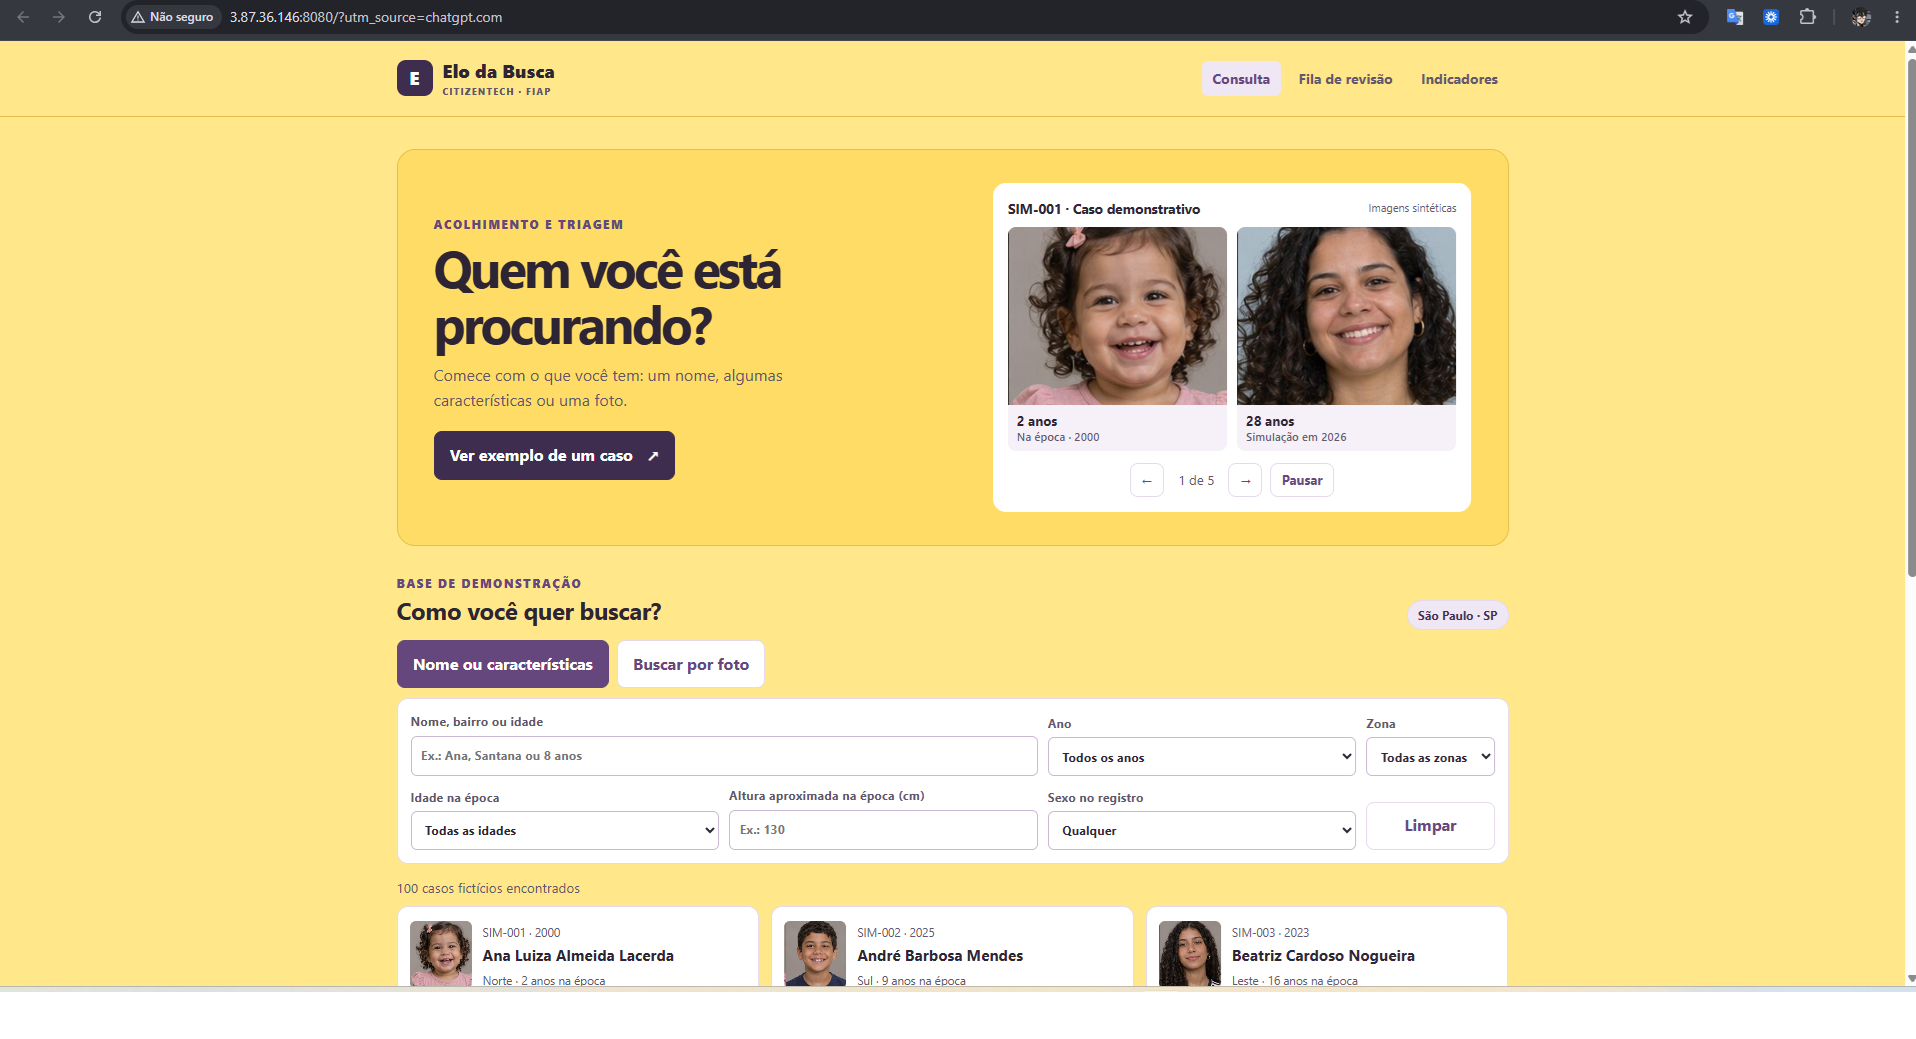 Não seguro
3.87.36.146:8080/?utm_source=chatgpt.com
E
Elo da Busca
CITIZENTECH · FIAP
Consulta
Fila de revisão
Indicadores
ACOLHIMENTO E TRIAGEM
Quem você está
procurando?
Comece com o que você tem: um nome, algumas
características ou uma foto.
Ver exemplo de um caso ↗
SIM-001 · Caso demonstrativo
Imagens sintéticas
2 anos
Na época · 2000
28 anos
Simulação em 2026
← 1 de 5 → Pausar
BASE DE DEMONSTRAÇÃO
Como você quer buscar?
São Paulo · SP
Nome ou características
Buscar por foto
Nome, bairro ou idade
Ex.: Ana, Santana ou 8 anos
Ano
Todos os anos
Zona
Todas as zonas
Idade na época
Todas as idades
Altura aproximada na época (cm)
Ex.: 130
Sexo no registro
Qualquer
Limpar
100 casos fictícios encontrados
SIM-001 · 2000
Ana Luiza Almeida Lacerda
Norte · 2 anos na época
SIM-002 · 2025
André Barbosa Mendes
Sul · 9 anos na época
SIM-003 · 2023
Beatriz Cardoso Nogueira
Leste · 16 anos na época